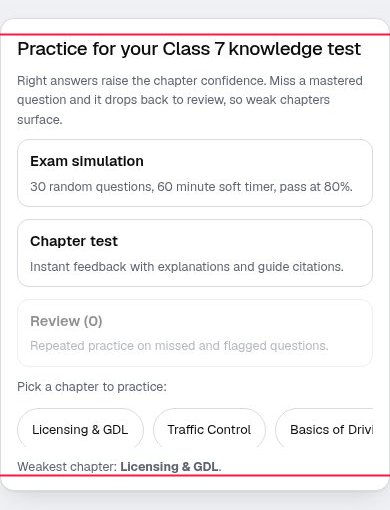 Practice for your Class 7 knowledge test
Right answers raise the chapter confidence. Miss a mastered
question and it drops back to review, so weak chapters
surface.
Exam simulation
30 random questions, 60 minute soft timer, pass at 80%.
Chapter test
Instant feedback with explanations and guide citations.
Review (0)
Repeated practice on missed and flagged questions.
Pick a chapter to practice:
Licensing & GDL Traffic Control Basics of Drivi
Weakest chapter: Licensing & GDL.